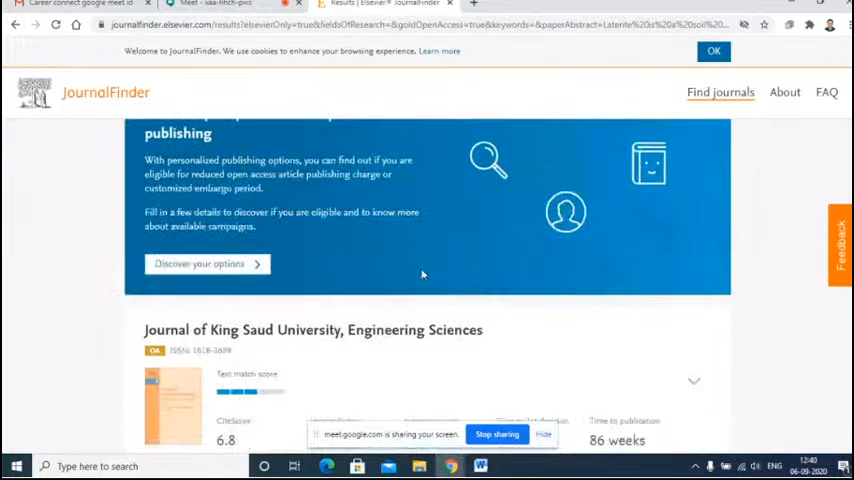 Career connect google meet id
Meet - xaa-hhch-pws
Results | Elsevier® JournalFinder
journalfinder.elsevier.com/results?elsevierOnly=true&fieldsOfResearch=&goldOpenAccess=true&keywords=&paperAbstract=Laterite%20is%20a%20soil%20...
Welcome to JournalFinder. We use cookies to enhance your browsing experience. Learn more
OK
JournalFinder
Find journals
About
FAQ
publishing
With personalized publishing options, you can find out if you are
eligible for reduced open access article publishing charge or
customized embargo period.
Fill in a few details to discover if you are eligible and to know more
about available campaigns.
Discover your options
Feedback
Journal of King Saud University, Engineering Sciences
OA ISSN: 1018-3639
Text match score
CiteScore
Time to publication
6.8
86 weeks
meet.google.com is sharing your screen.
Stop sharing
Hide
Type here to search
ENG
12:40
06-09-2020